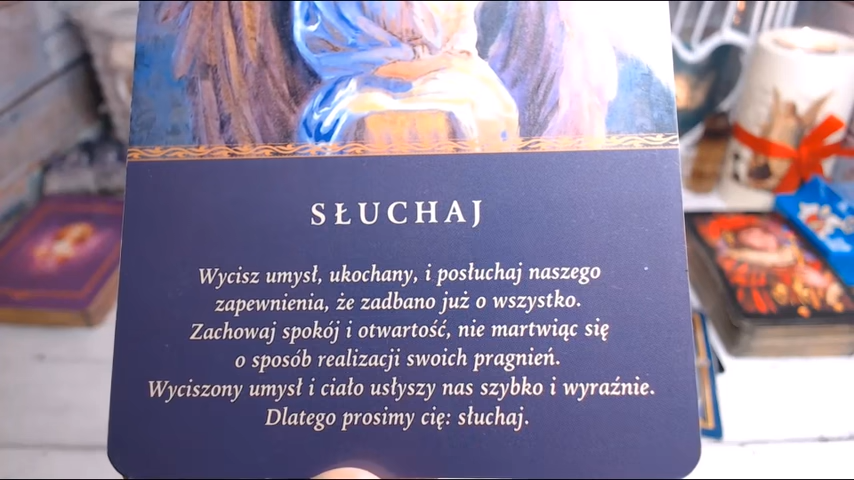 SŁUCHAJ
Wycisz umysł, ukochany, i posłuchaj naszego
zapewnienia, że zadbano już o wszystko.
Zachowaj spokój i otwartość, nie martwiąc się
o sposób realizacji swoich pragnień.
Wyciszony umysł i ciało usłyszy nas szybko i wyraźnie.
Dlatego prosimy cię: słuchaj.